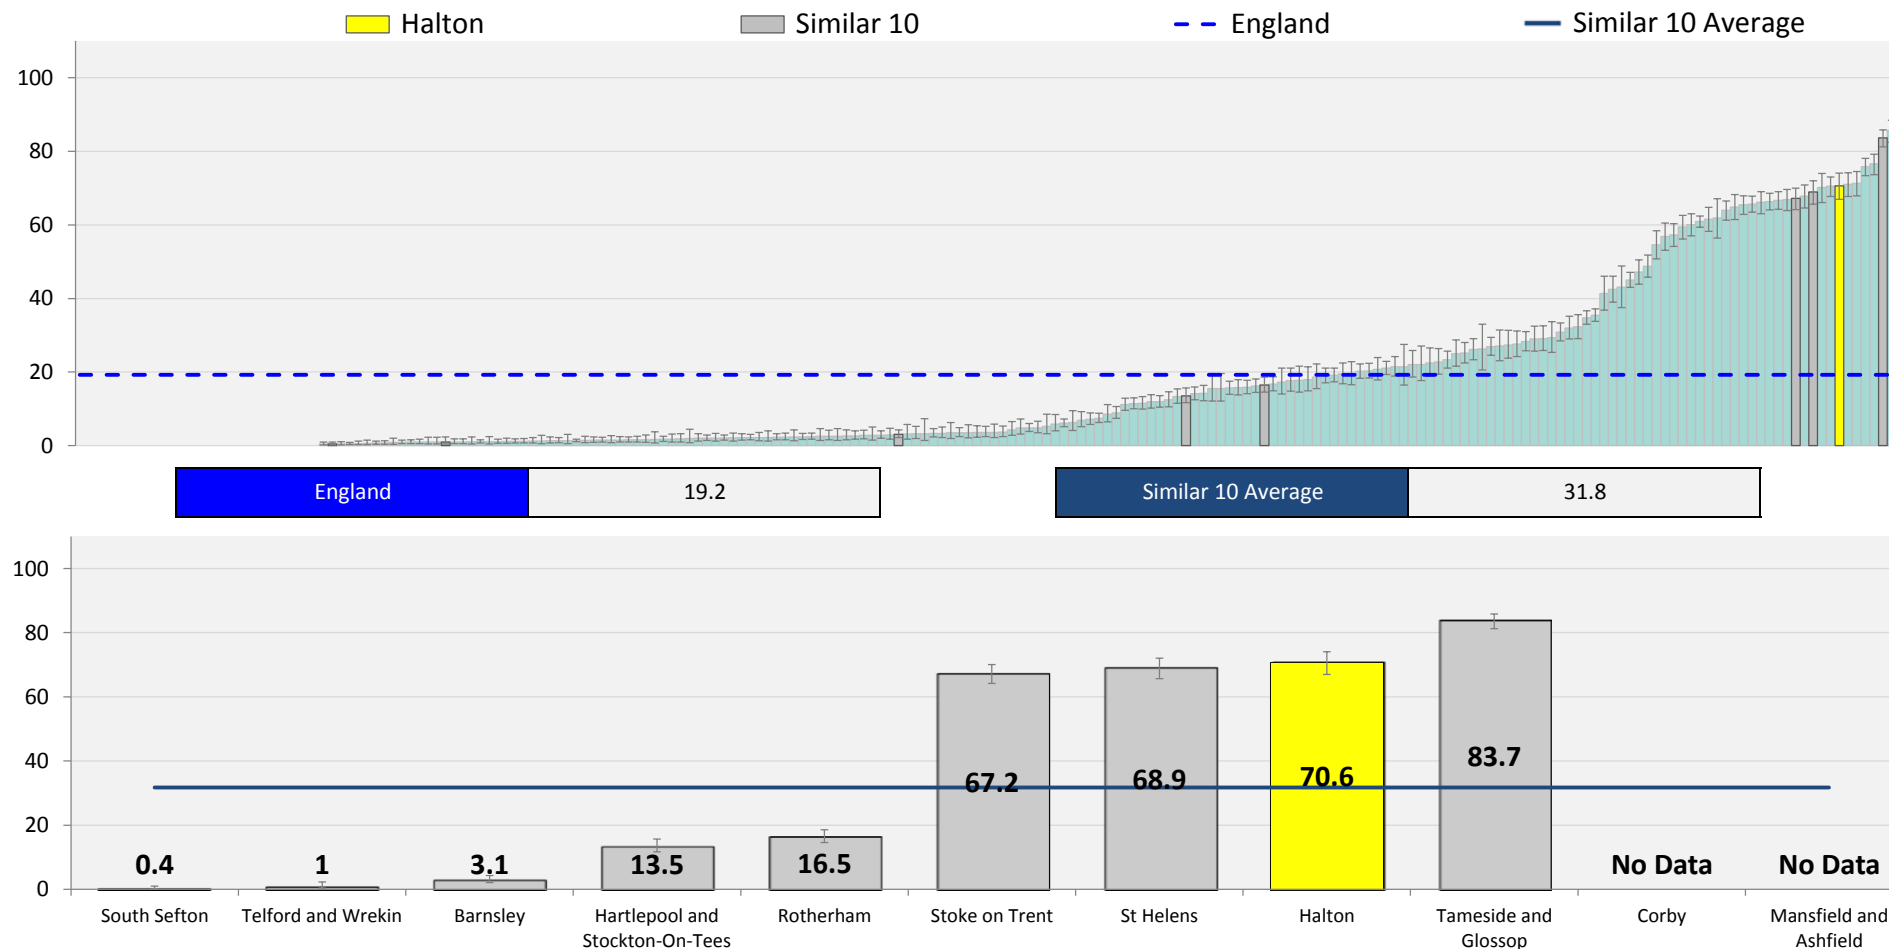 Halton
Similar 10
England
Similar 10 Average
100
80
60
40
20
0
England
19.2
Similar 10 Average
31.8
100
80
60
40
20
0
0.4
1
3.1
13.5
16.5
67.2
68.9
70.6
83.7
No Data
No Data
South Sefton
Telford and Wrekin
Barnsley
Hartlepool and
Stockton-On-Tees
Rotherham
Stoke on Trent
St Helens
Halton
Tameside and
Glossop
Corby
Mansfield and
Ashfield